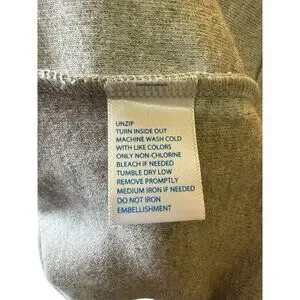 UNZIP
TURN INSIDE OUT
MACHINE WASH COLD
WITH LIKE COLORS
ONLY NON-CHLORINE
BLEACH IF NEEDED
TUMBLE DRY LOW
REMOVE PROMPTLY
MEDIUM IRON IF NEEDED
DO NOT IRON
EMBELLISHMENT